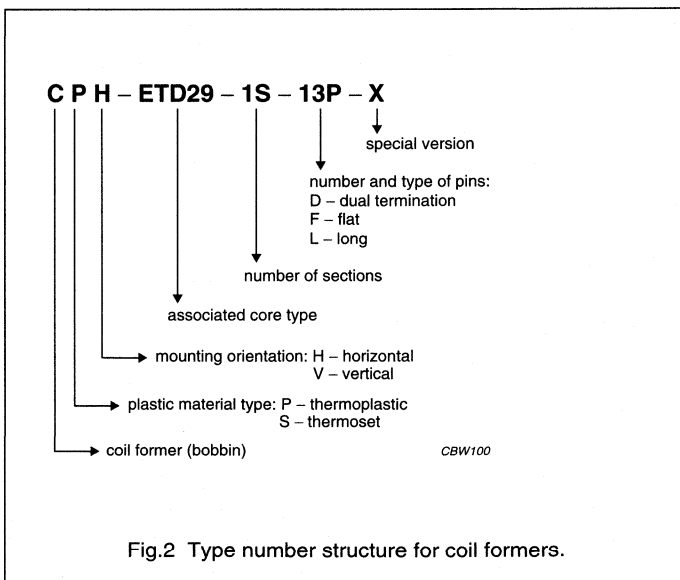 C P H – ETD29 – 1S – 13P – X
special version
number and type of pins:
D – dual termination
F – flat
L – long
number of sections
associated core type
mounting orientation: H – horizontal
V – vertical
plastic material type: P – thermoplastic
S – thermoset
coil former (bobbin)
CBW100
Fig.2 Type number structure for coil formers.